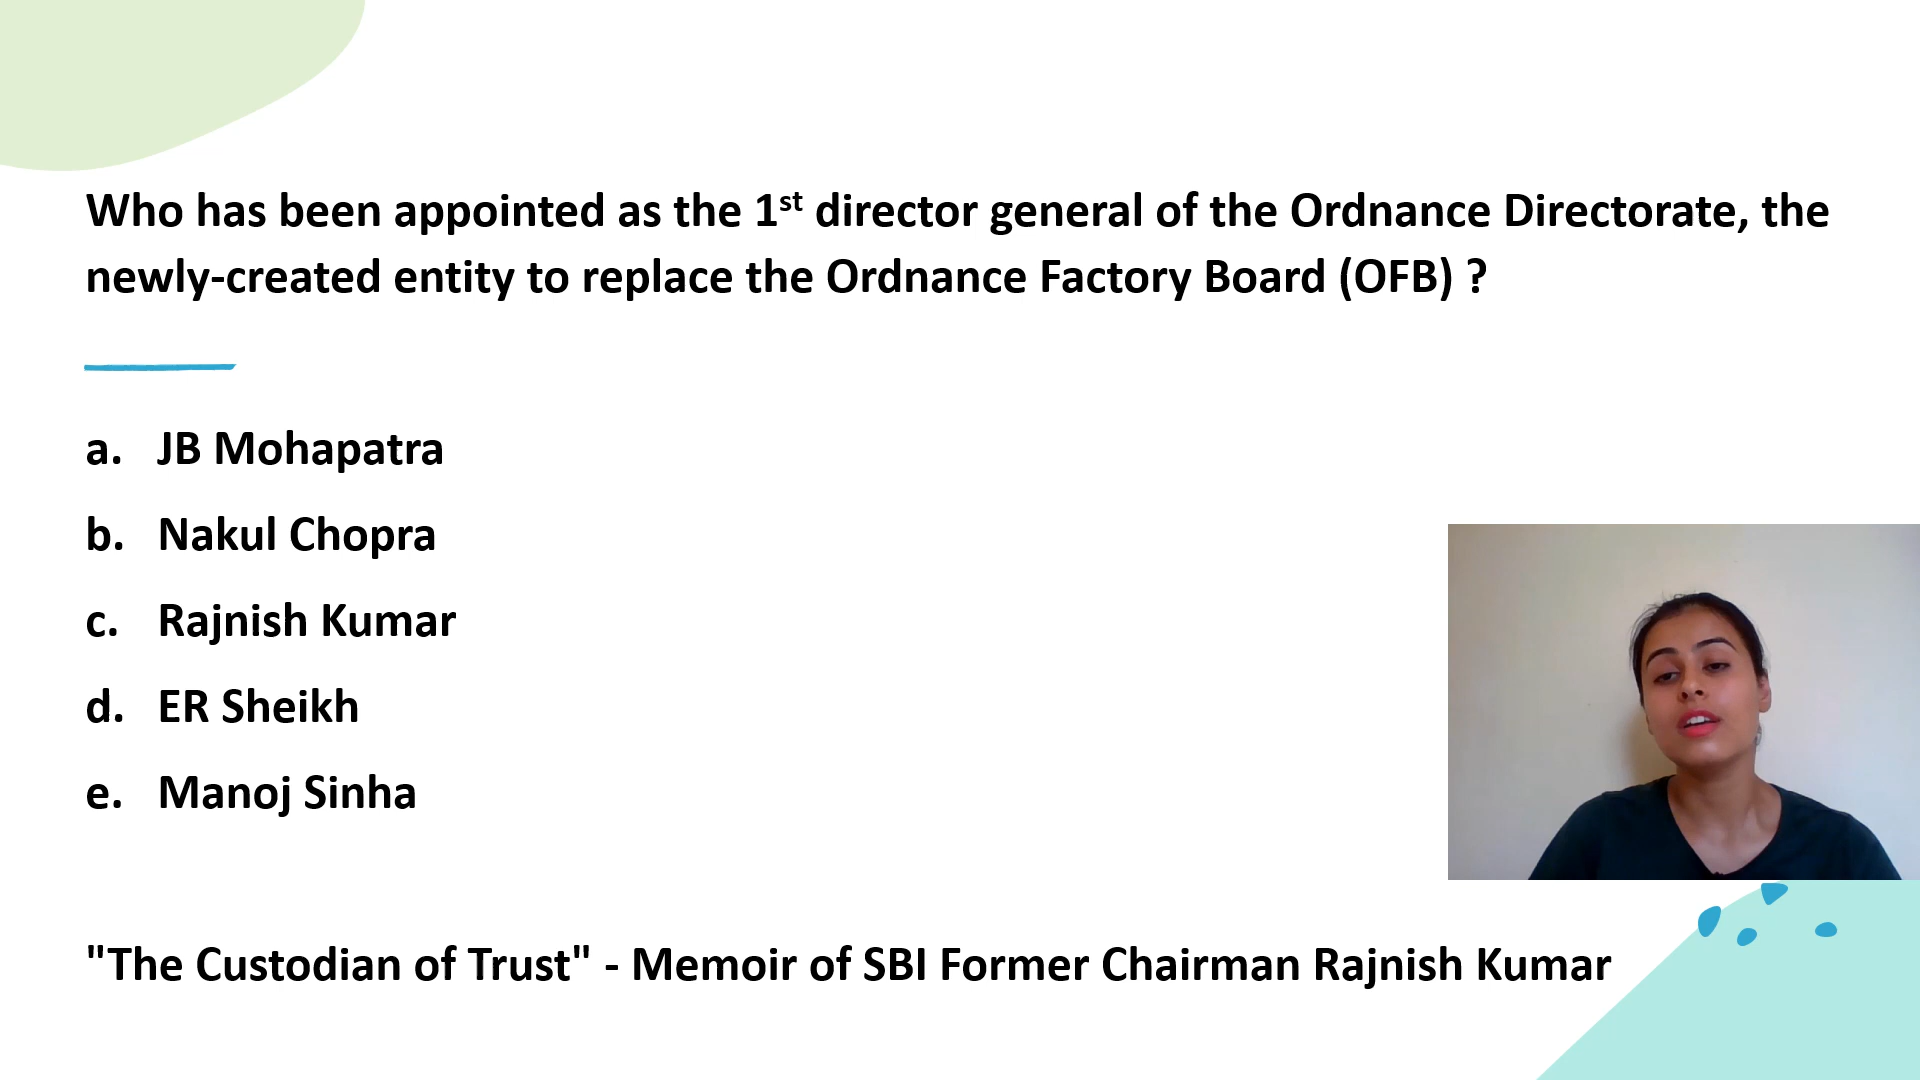 Who has been appointed as the 1st director general of the Ordnance Directorate, the
newly-created entity to replace the Ordnance Factory Board (OFB) ?
a. JB Mohapatra
b. Nakul Chopra
c. Rajnish Kumar
d. ER Sheikh
e. Manoj Sinha
"The Custodian of Trust" - Memoir of SBI Former Chairman Rajnish Kumar